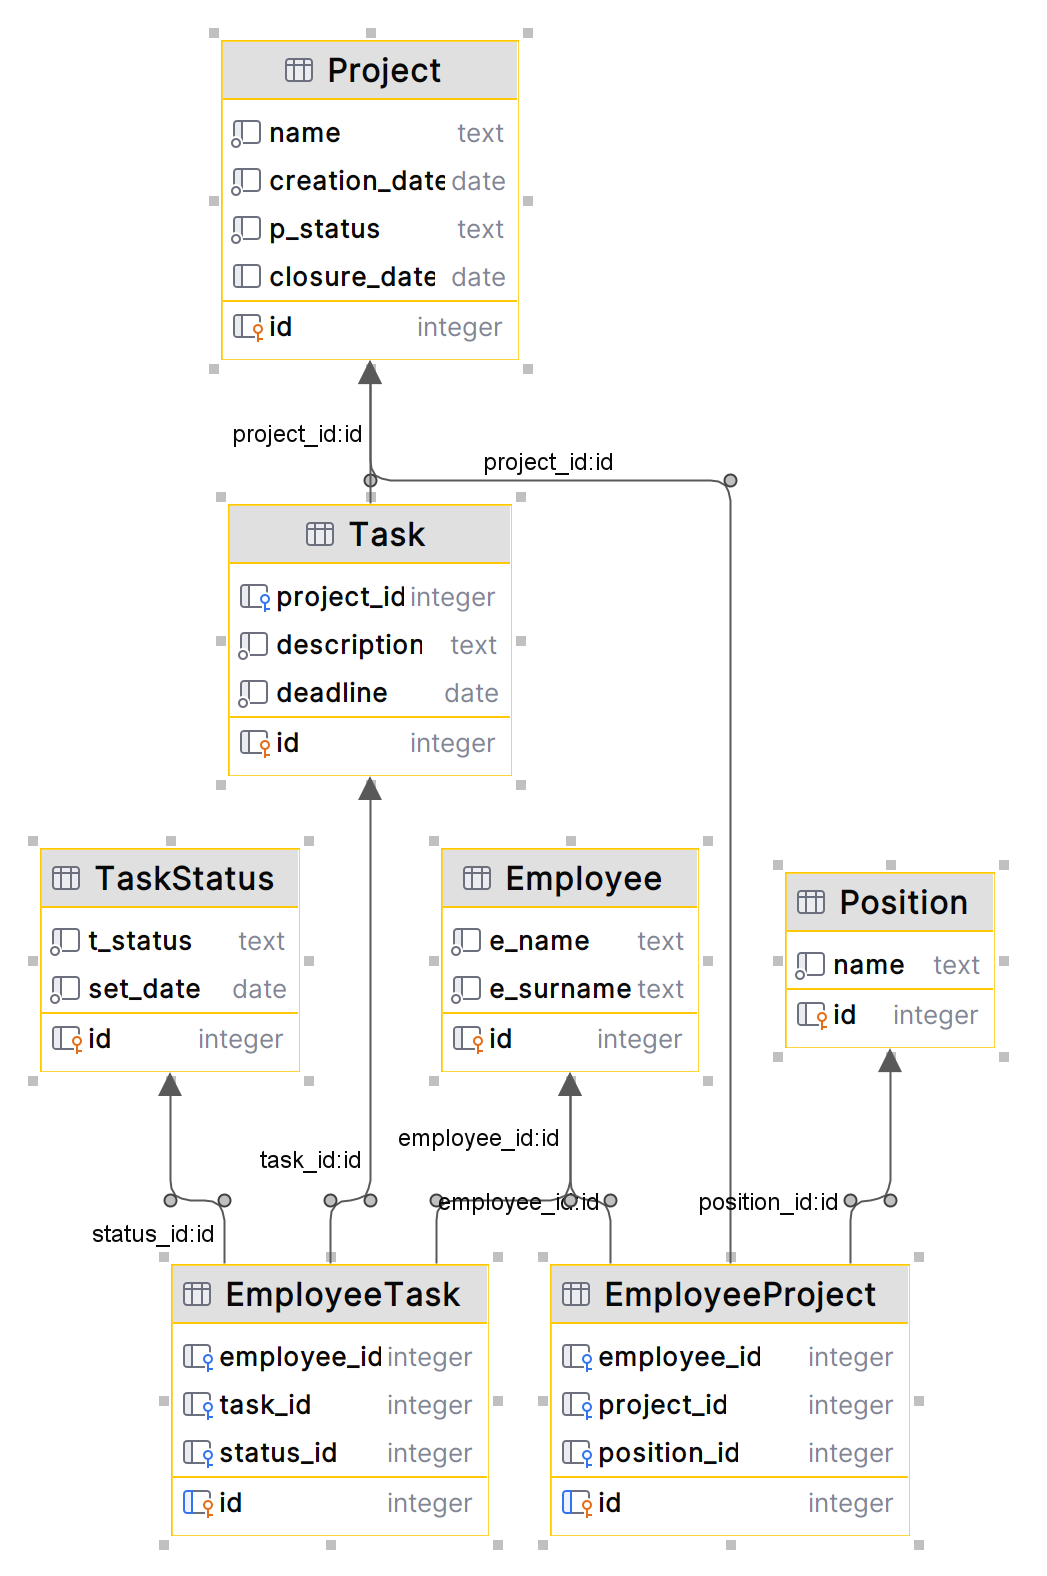 Project
name text
creation_date date
p_status text
closure_date date
id integer
project_id:id
project_id:id
Task
project_id integer
description text
deadline date
id integer
TaskStatus
t_status text
set_date date
id integer
Employee
e_name text
e_surname text
id integer
Position
name text
id integer
employee_id:id
task_id:id
employee_id:id
position_id:id
status_id:id
EmployeeTask
employee_id integer
task_id integer
status_id integer
id integer
EmployeeProject
employee_id integer
project_id integer
position_id integer
id integer